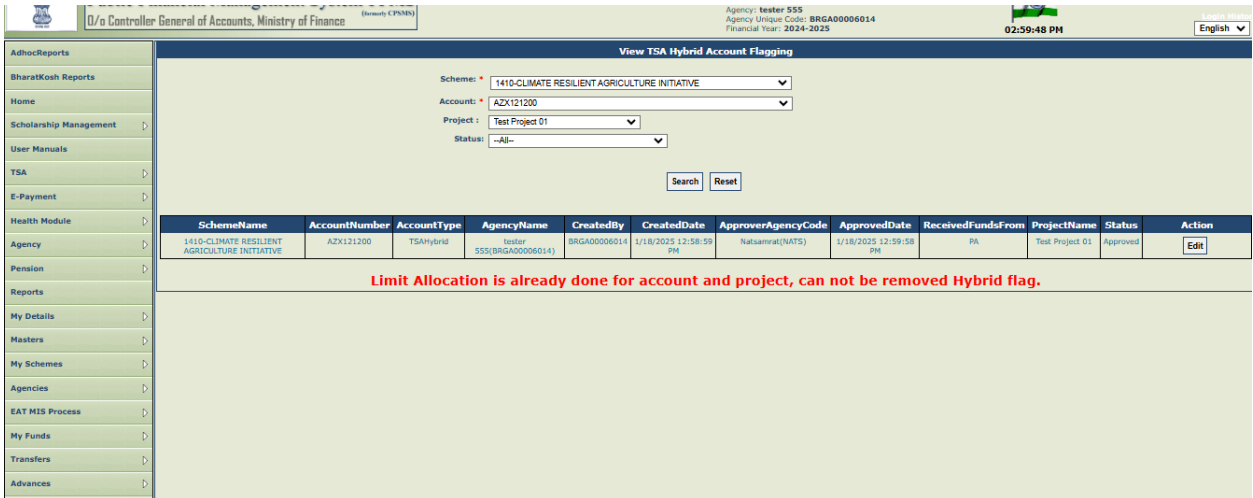 (formerly CPSMS)
O/o Controller General of Accounts, Ministry of Finance
Agency: tester 555
Agency Unique Code: BRGA00006014
Financial Year: 2024-2025
02:59:48 PM
English
AdhocReports
BharatKosh Reports
Home
Scholarship Management
User Manuals
TSA
E-Payment
Health Module
Agency
Pension
Reports
My Details
Masters
My Schemes
Agencies
EAT MIS Process
My Funds
Transfers
Advances
View TSA Hybrid Account Flagging
Scheme: * 1410-CLIMATE RESILIENT AGRICULTURE INITIATIVE
Account: * AZX121200
Project : Test Project 01
Status: --All--
Search Reset
SchemeName AccountNumber AccountType AgencyName CreatedBy CreatedDate ApproverAgencyCode ApprovedDate ReceivedFundsFrom ProjectName Status Action
1410-CLIMATE RESILIENT AZX121200 TSAHybrid tester BRGA00006014 1/18/2025 12:58:59 Natsamrat(NATS) 1/18/2025 12:59:58 PA Test Project 01 Approved Edit
AGRICULTURE INITIATIVE 555(BRGA00006014) PM PM
Limit Allocation is already done for account and project, can not be removed Hybrid flag.